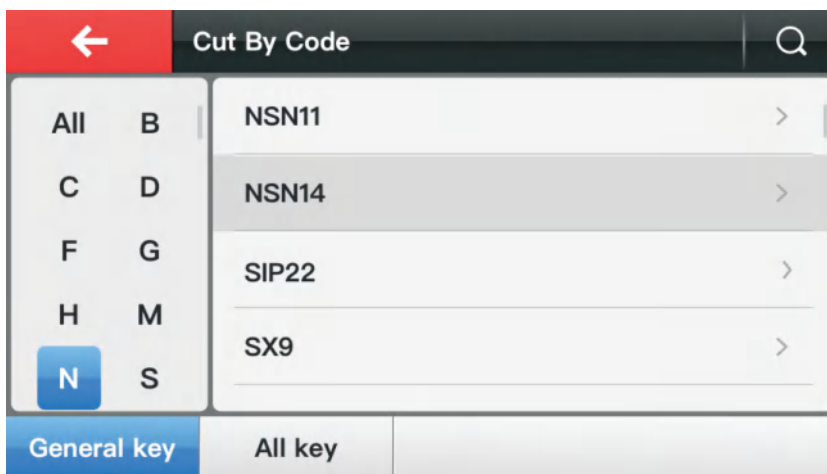 Cut By Code
All B
C D
F G
H M
N S
NSN11
NSN14
SIP22
SX9
General key All key